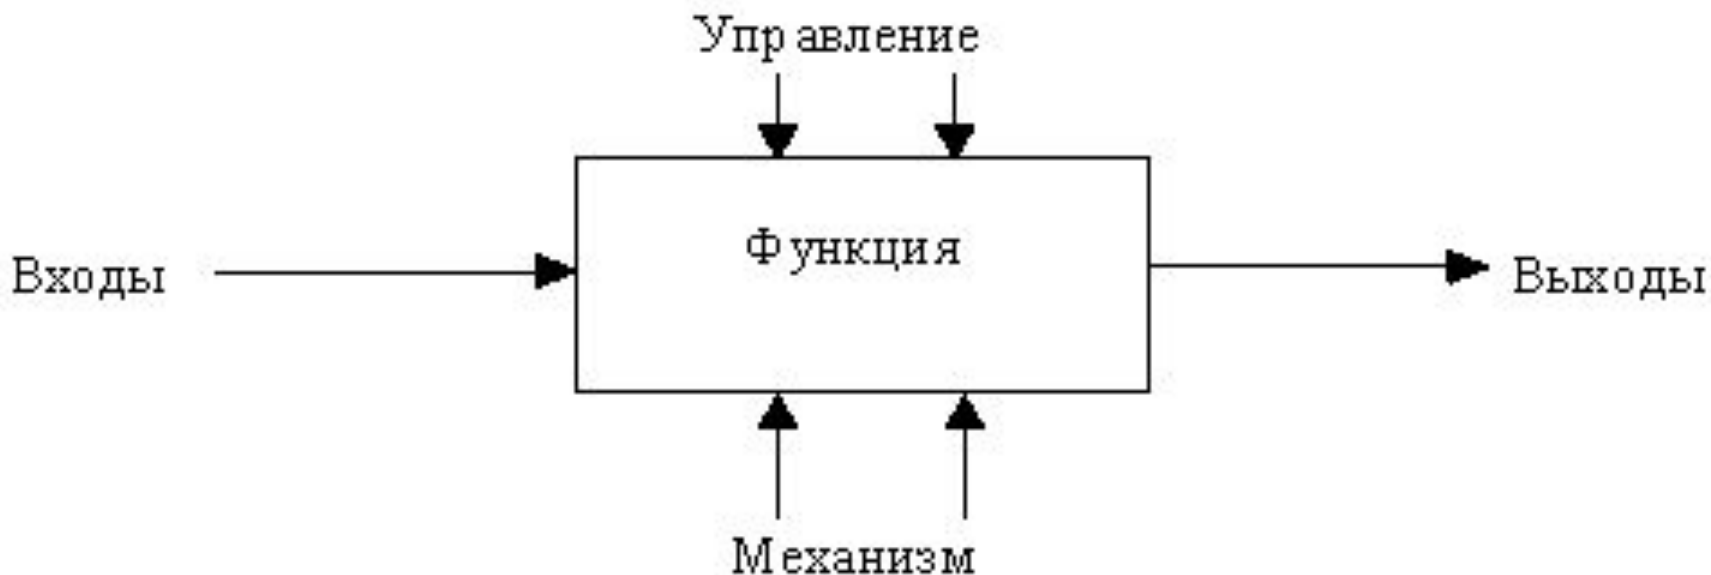 Управление
Функция
Входы
Выходы
Механизм